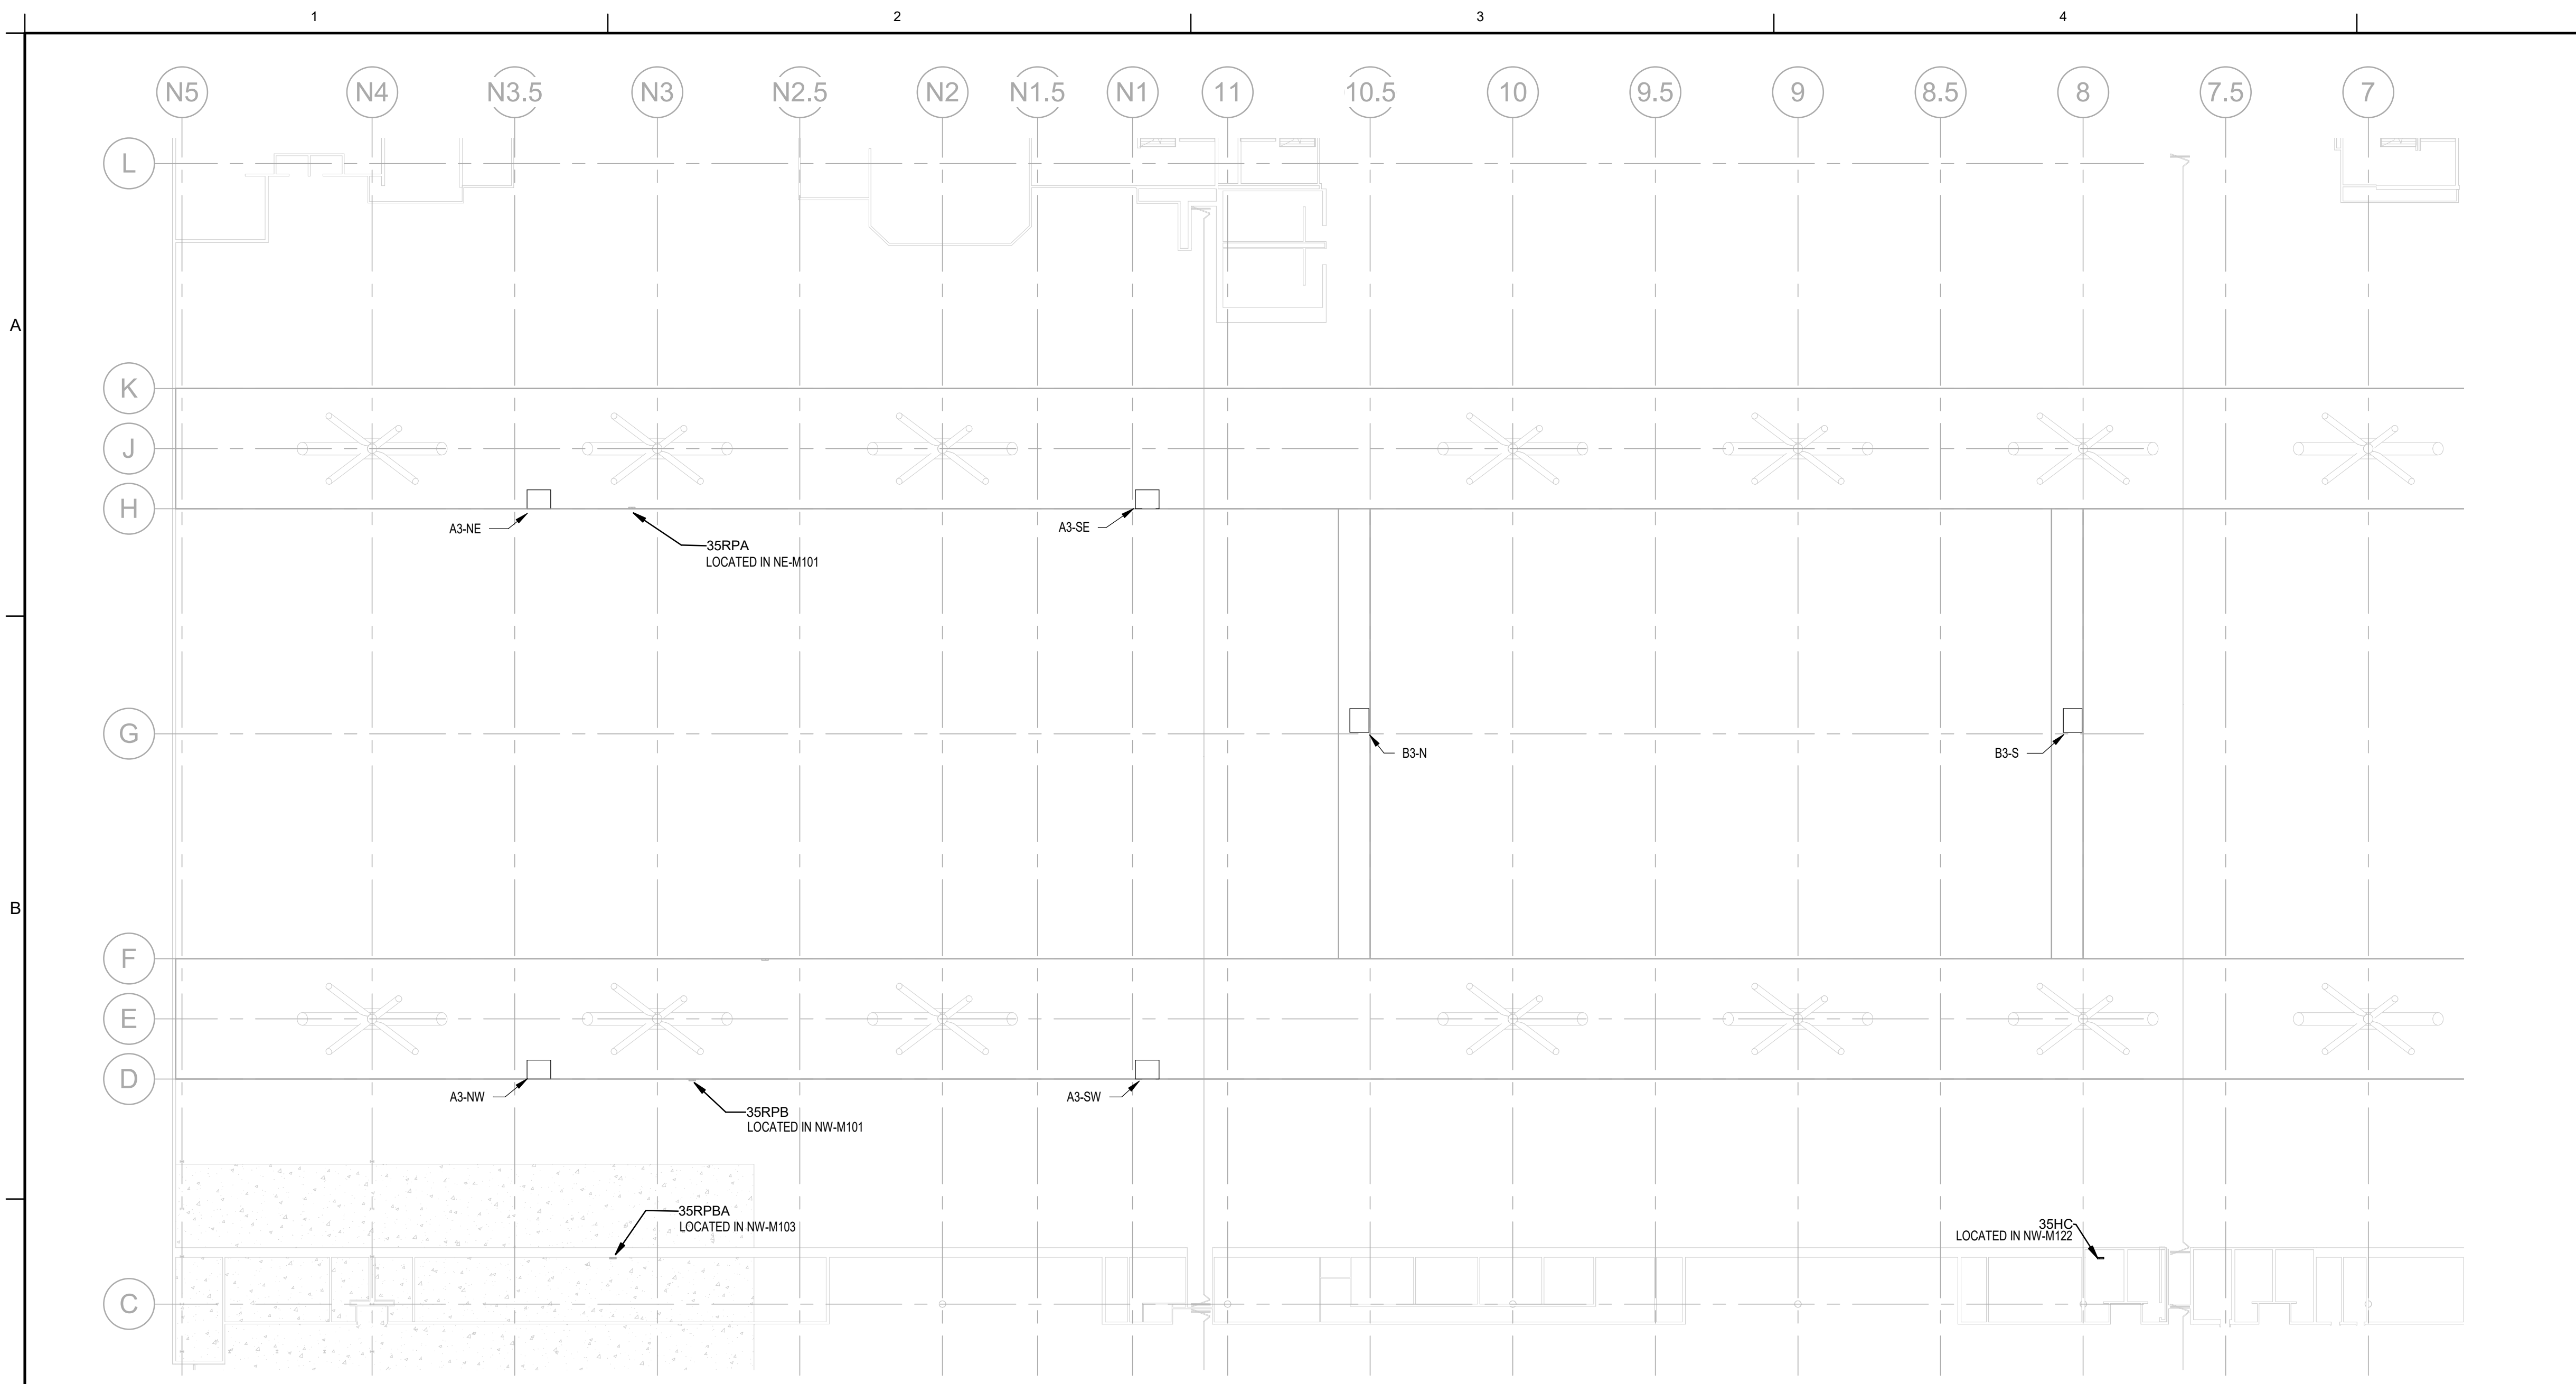 1 2 3 4
N5 N4 N3.5 N3 N2.5 N2 N1.5 N1 11 10.5 10 9.5 9 8.5 8 7.5 7
L
A
K
J
H
A3-NE
A3-SE
35RPA
LOCATED IN NE-M101
G
B3-N
B3-S
B
F
E
D
A3-NW
A3-SW
35RPB
LOCATED IN NW-M101
35RPBA
LOCATED IN NW-M103
35HC
LOCATED IN NW-M122
C